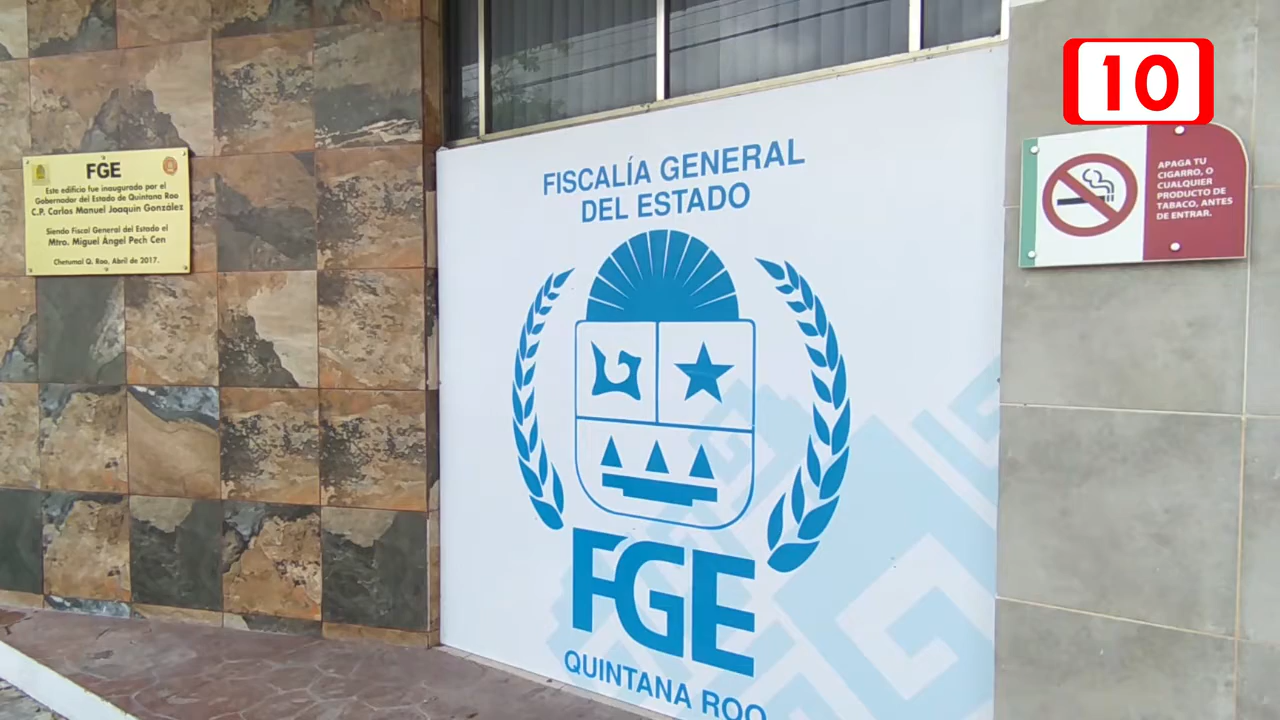 FGE
Este edificio fue inaugurado por el
Gobernador del Estado de Quintana Roo
C.P. Carlos Manuel Joaquín González
Siendo Fiscal General del Estado el
Mtro. Miguel Ángel Pech Cen
Chetumal Q. Roo, Abril de 2017.
FISCALÍA GENERAL
DEL ESTADO
FGE
QUINTANA ROO
10
APAGA TU
CIGARRO, O
CUALQUIER
PRODUCTO DE
TABACO, ANTES
DE ENTRAR.